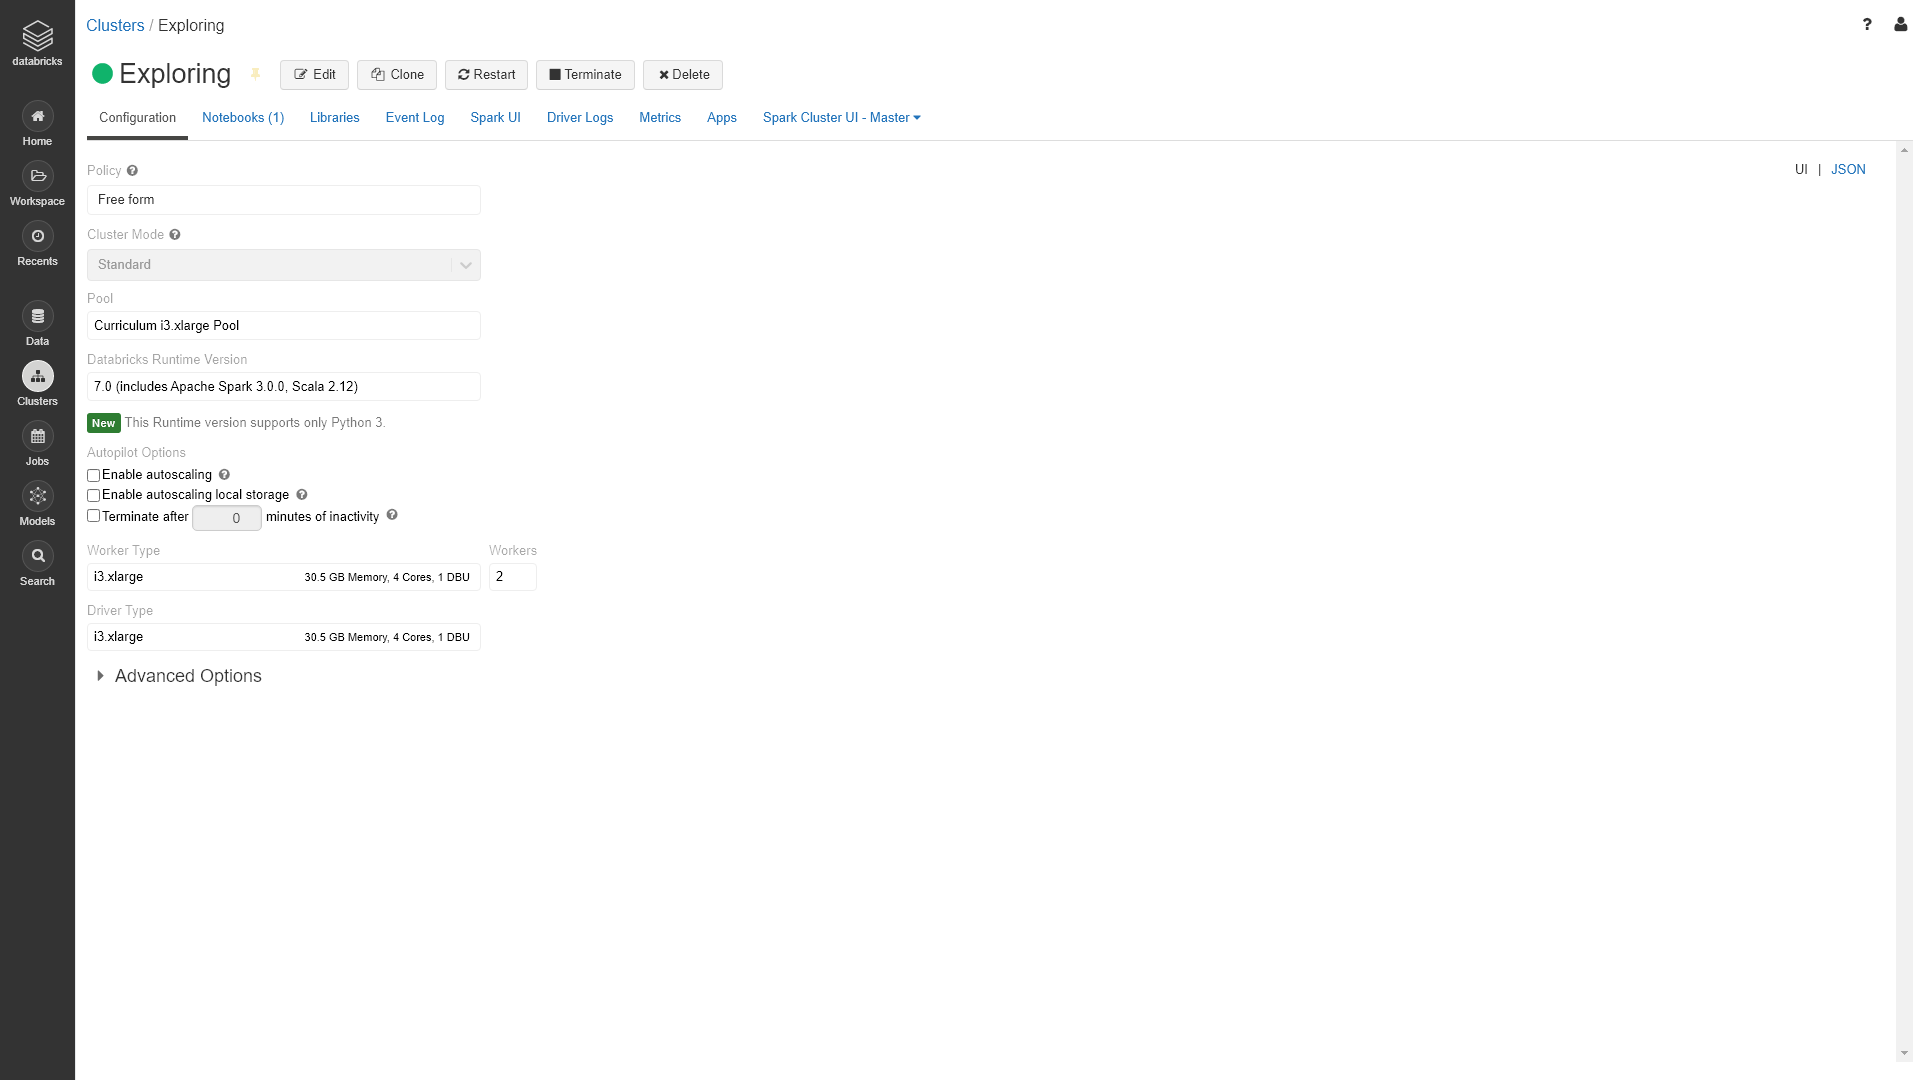 databricks
Home
Workspace
Recents
Data
Clusters
Jobs
Models
Search
Clusters / Exploring
?
Exploring
Edit Clone Restart Terminate Delete
Configuration Notebooks (1) Libraries Event Log Spark UI Driver Logs Metrics Apps Spark Cluster UI - Master
UI | JSON
Policy ?
Free form
Cluster Mode ?
Standard
Pool
Curriculum i3.xlarge Pool
Databricks Runtime Version
7.0 (includes Apache Spark 3.0.0, Scala 2.12)
New This Runtime version supports only Python 3.
Autopilot Options
Enable autoscaling ?
Enable autoscaling local storage ?
Terminate after 0 minutes of inactivity ?
Worker Type Workers
i3.xlarge 30.5 GB Memory, 4 Cores, 1 DBU 2
Driver Type
i3.xlarge 30.5 GB Memory, 4 Cores, 1 DBU
Advanced Options